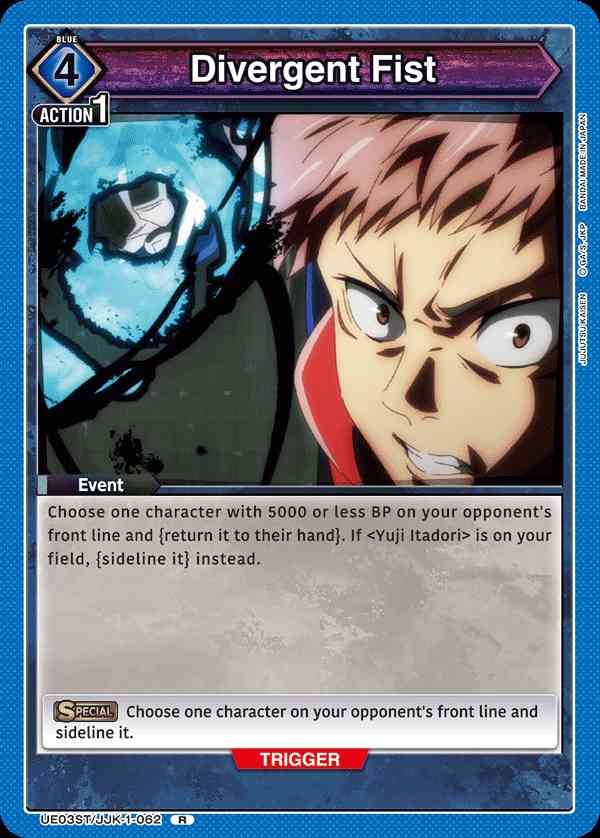 BLUE
4
Divergent Fist
ACTION 1
BANDAI MADE IN JAPAN
©GA/S,JKP
JUJUTSU KAISEN
Event
Choose one character with 5000 or less BP on your opponent's
front line and {return it to their hand}. If <Yuji Itadori> is on your
field, {sideline it} instead.
SPECIAL Choose one character on your opponent's front line and
sideline it.
TRIGGER
UE03ST/JJK-1-062 R